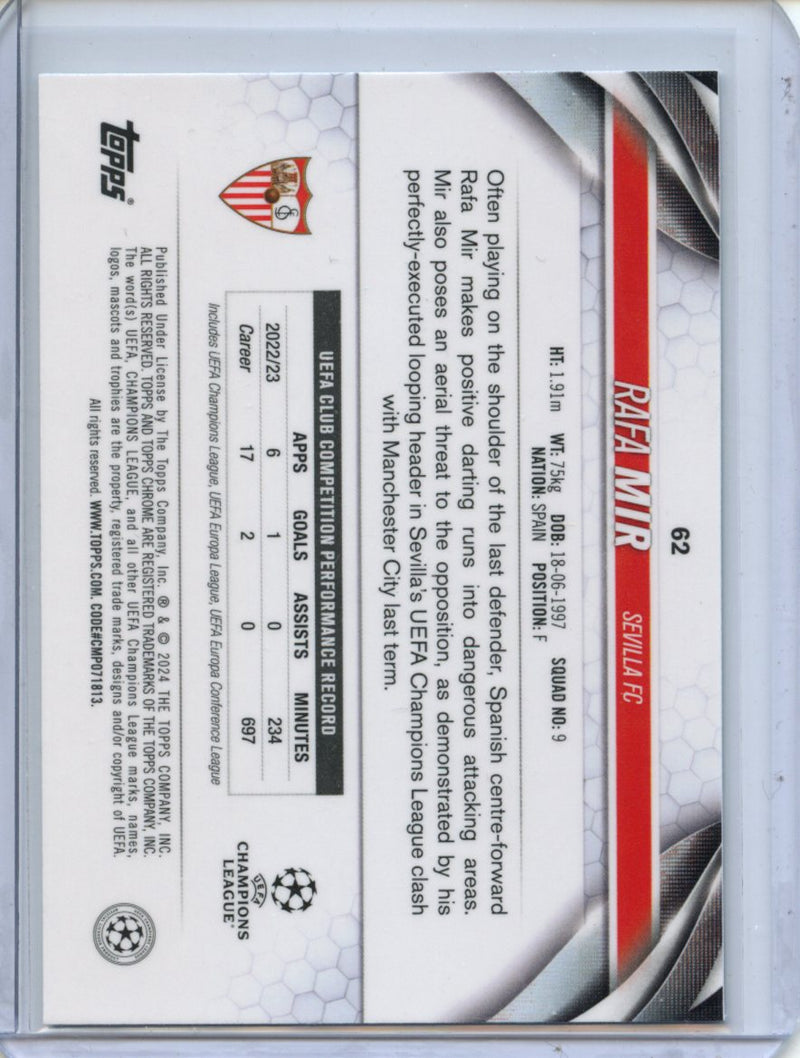 62
RAFA MIR SEVILLA FC
HT: 1.91m WT: 75kg DOB: 18-06-1997 SQUAD NO: 9
NATION: SPAIN POSITION: F
Often playing on the shoulder of the last defender, Spanish centre-forward
Rafa Mir makes positive darting runs into dangerous attacking areas.
Mir also poses an aerial threat to the opposition, as demonstrated by his
perfectly-executed looping header in Sevilla's UEFA Champions League clash
with Manchester City last term.
UEFA CLUB COMPETITION PERFORMANCE RECORD
APPS GOALS ASSISTS MINUTES
2022/23 6 1 0 234
Career 17 2 0 697
Includes UEFA Champions League, UEFA Europa League, UEFA Europa Conference League
UEFA
CHAMPIONS
LEAGUE®
topps®
Published Under License by The Topps Company, Inc. ® & © 2024 THE TOPPS COMPANY, INC.
ALL RIGHTS RESERVED. TOPPS AND TOPPS CHROME ARE REGISTERED TRADEMARKS OF THE TOPPS COMPANY, INC.
The word(s) UEFA, CHAMPIONS LEAGUE, and all other UEFA Champions League marks, names,
logos, mascots and trophies are the property, registered trade marks, designs and/or copyright of UEFA.
All rights reserved. WWW.TOPPS.COM. CODE#CMP071813.